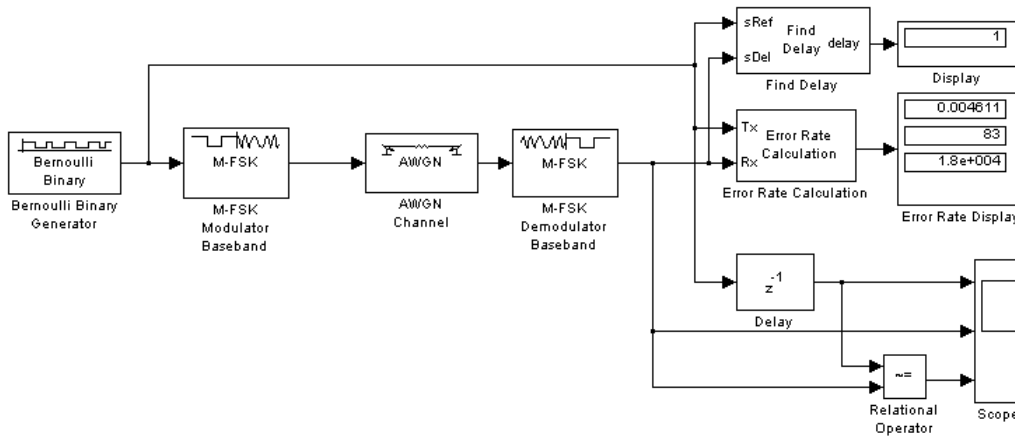 sRef
Find
Delay
delay
sDel
Find Delay
1
Display
Tx
Error Rate
Calculation
Rx
Error Rate Calculation
0.004611
83
1.8e+004
Error Rate Display
Bernoulli
Binary
Bernoulli Binary
Generator
M-FSK
M-FSK
Modulator
Baseband
AWGN
AWGN
Channel
M-FSK
M-FSK
Demodulator
Baseband
z-1
Delay
~=
Relational
Operator
Scope